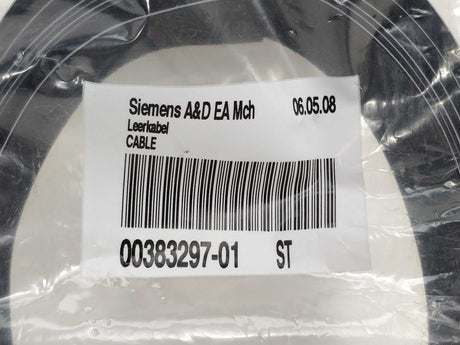 Siemens A&D EA Mch 06.05.08
Leerkabel
CABLE
00383297-01 ST